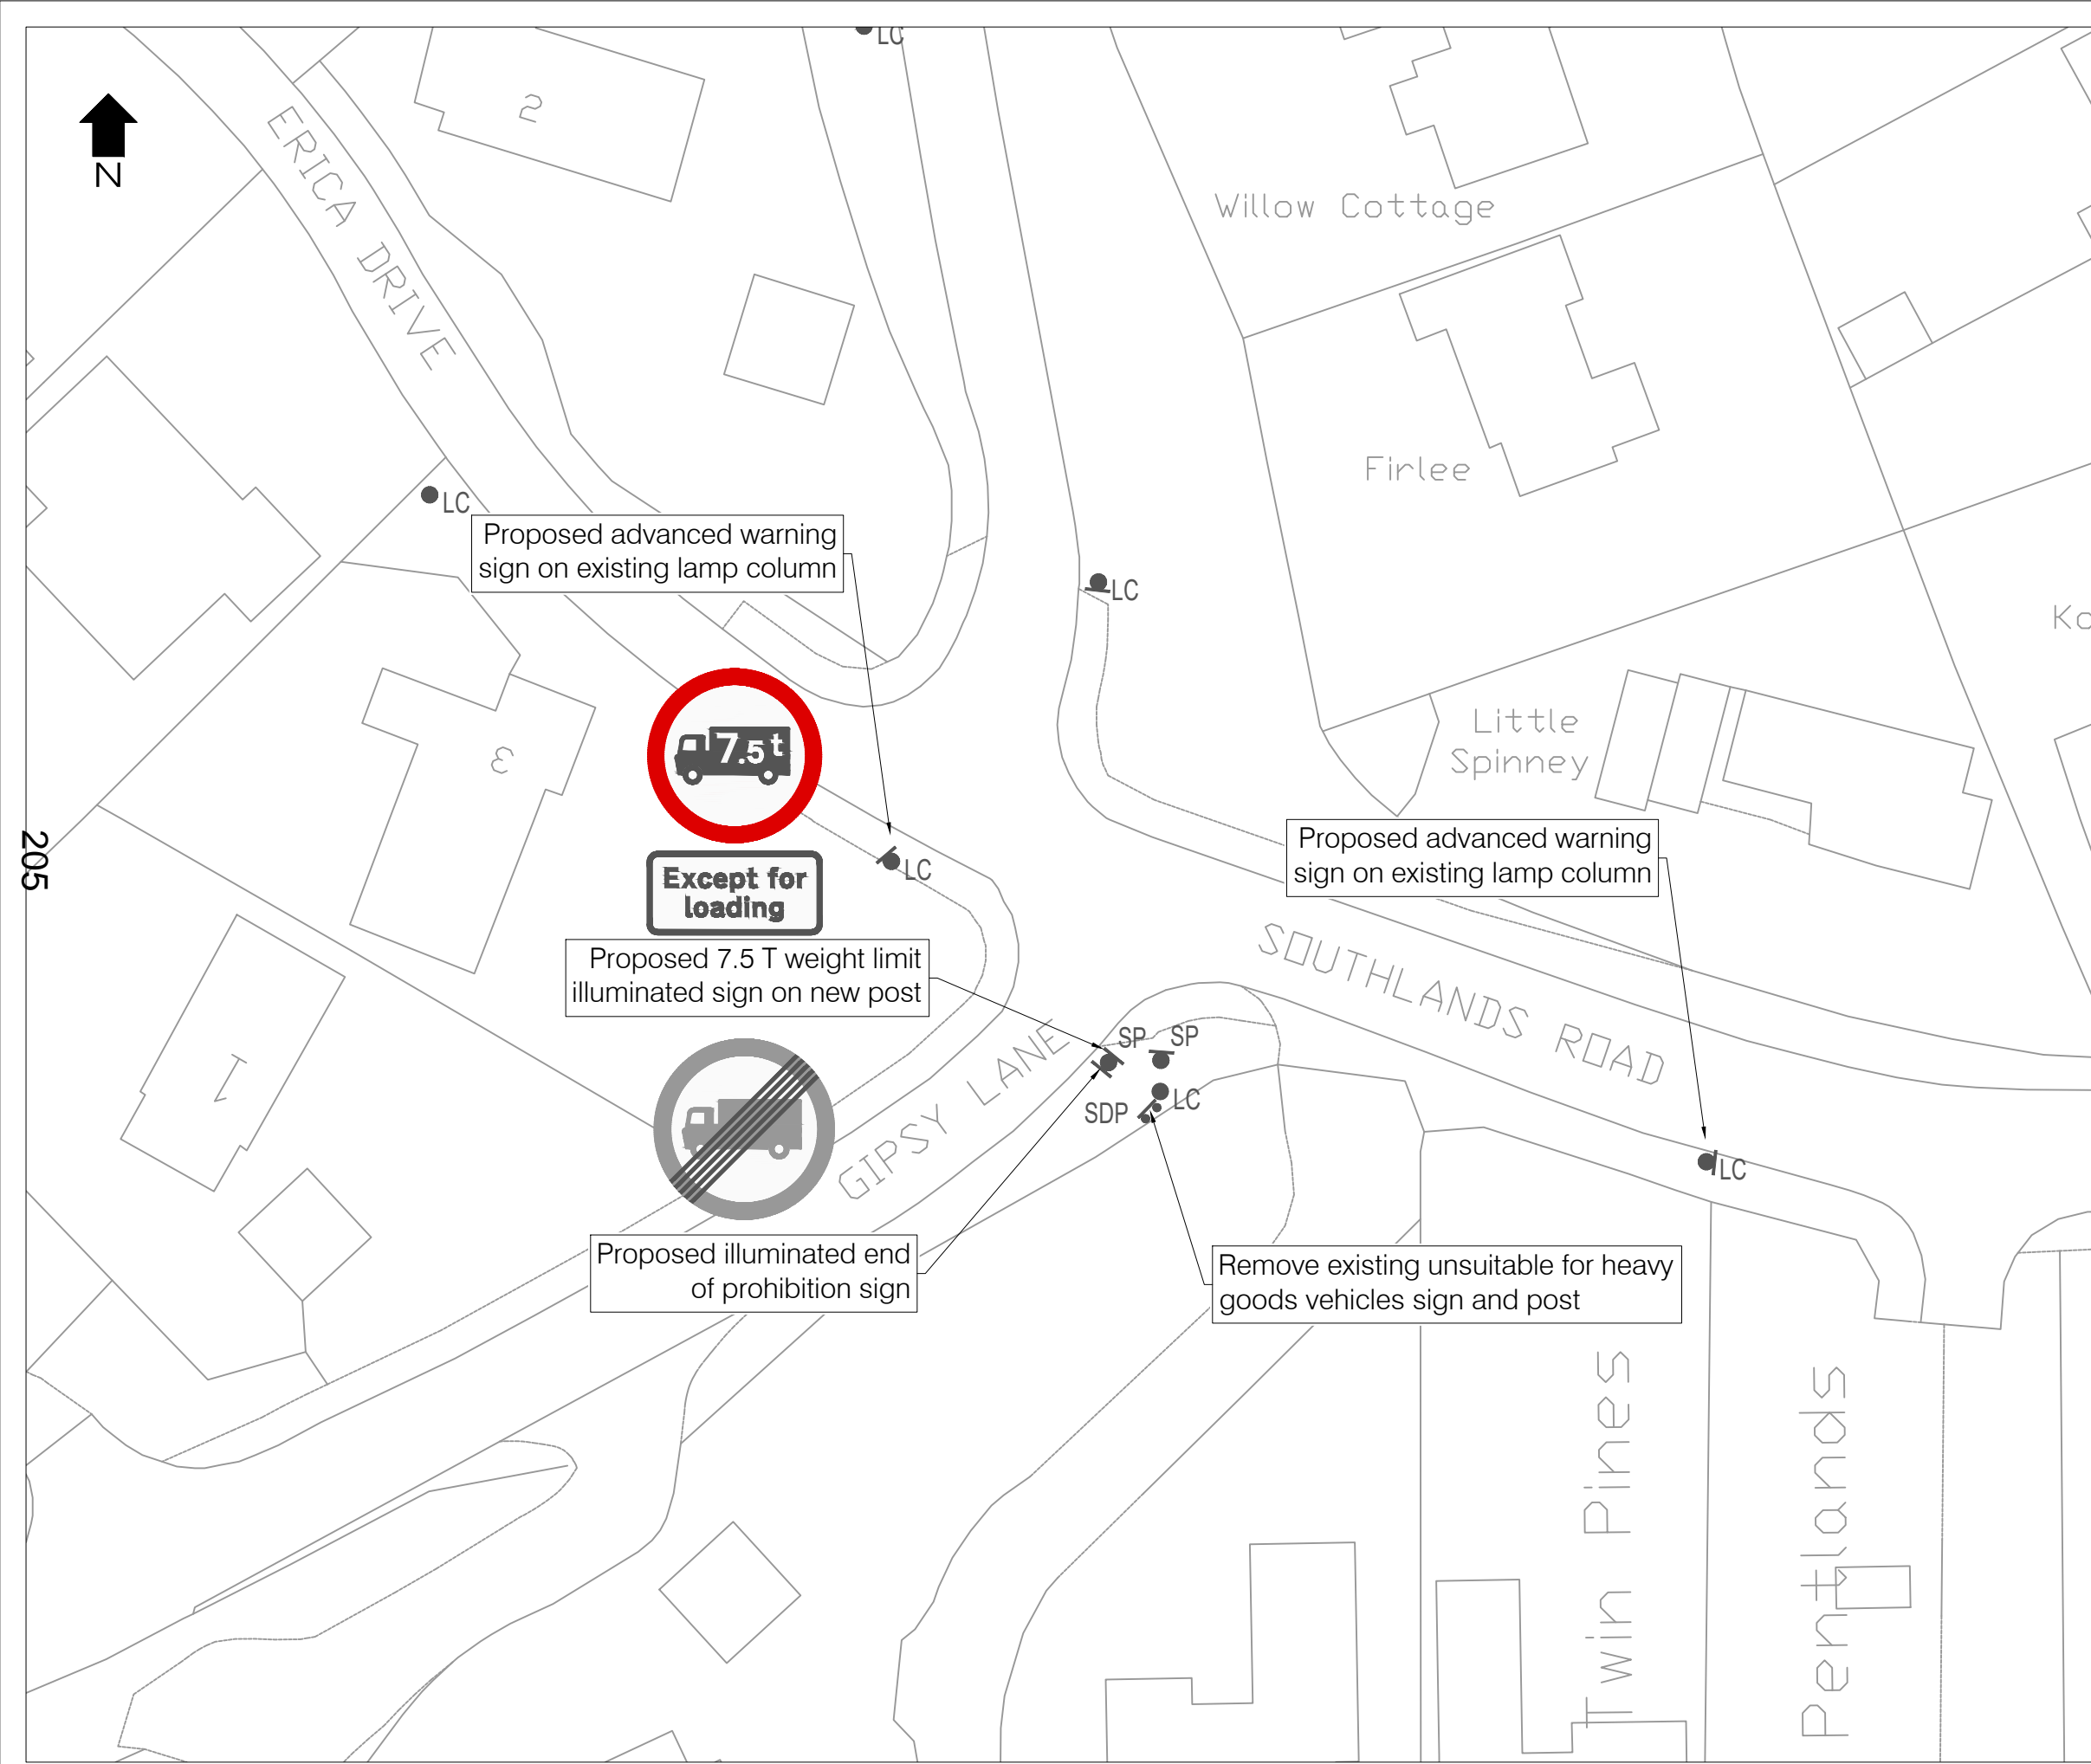 LC
2
N
ERICA DRIVE
Willow Cottage
Firlee
LC
Proposed advanced warning
sign on existing lamp column
LC
Little
Spinney
3
7.5 t
Except for
loading
LC
Proposed advanced warning
sign on existing lamp column
205
SOUTHLANDS ROAD
Proposed 7.5 T weight limit
illuminated sign on new post
SP
SP
GIPSY LANE
SDP
LC
1
LC
Proposed illuminated end
of prohibition sign
Remove existing unsuitable for heavy
goods vehicles sign and post
Twin Pines
Pentlands